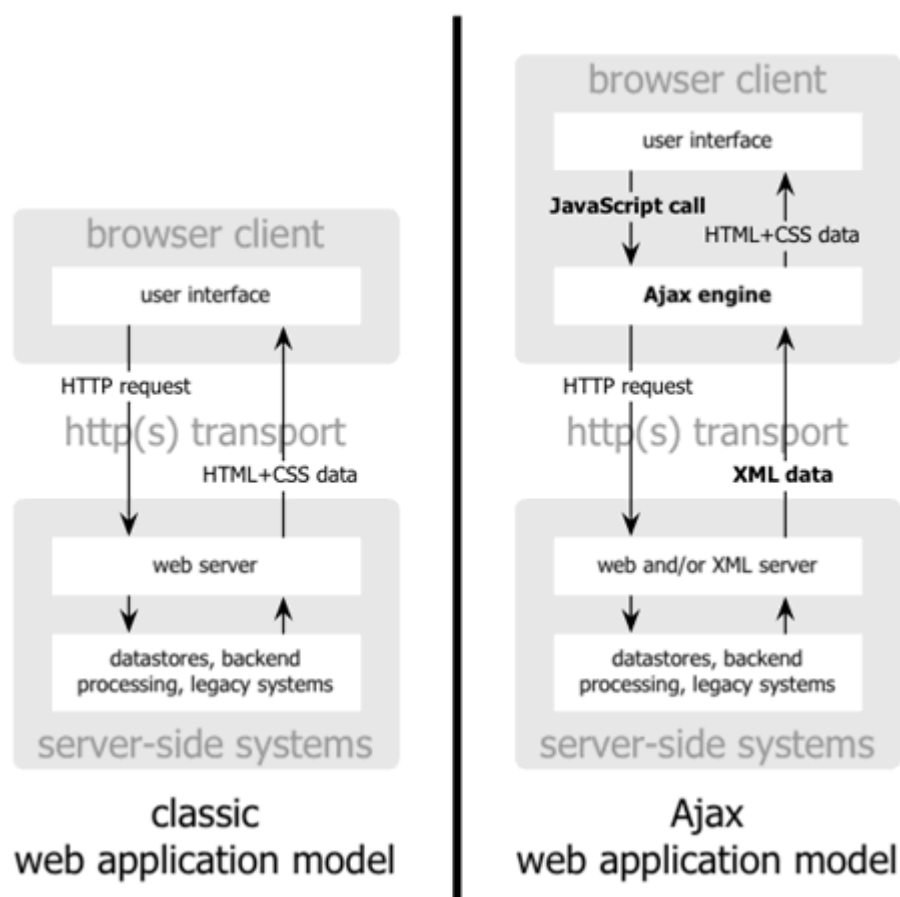 browser client
user interface
HTTP request
http(s) transport
HTML+CSS data
web server
datastores, backend
processing, legacy systems
server-side systems
classic
web application model
browser client
user interface
JavaScript call
HTML+CSS data
Ajax engine
HTTP request
http(s) transport
XML data
web and/or XML server
datastores, backend
processing, legacy systems
server-side systems
Ajax
web application model